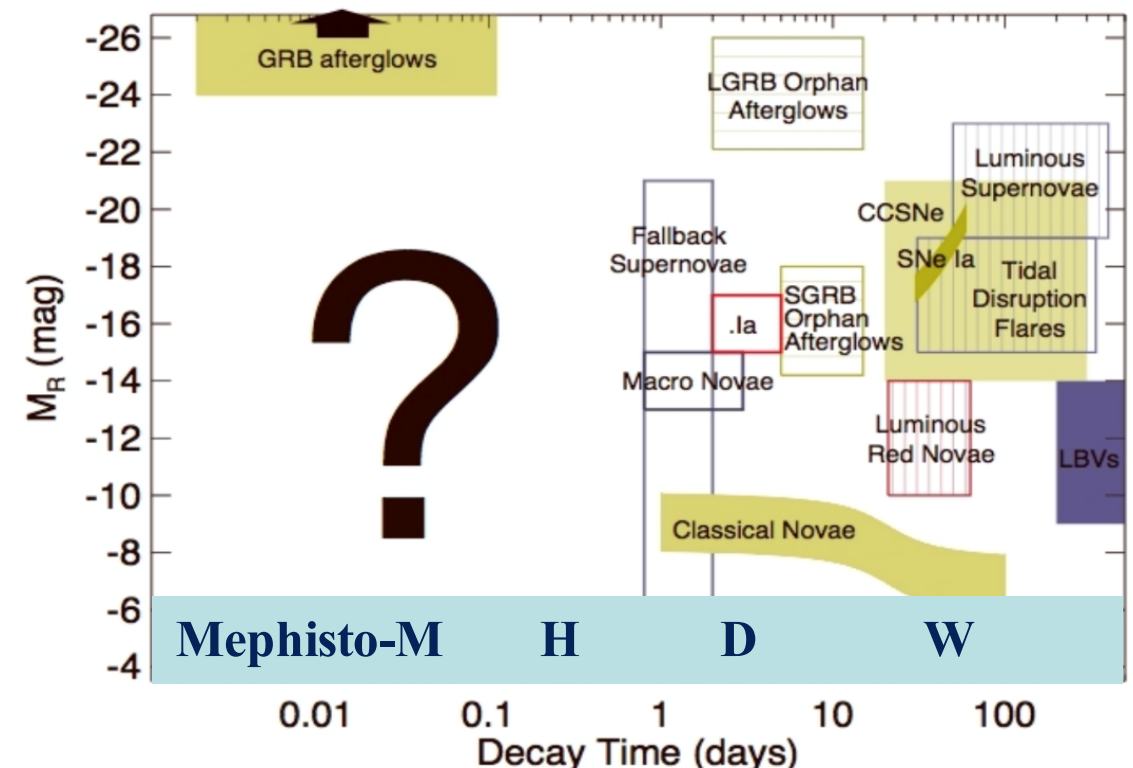 -26
-24
-22
-20
-18
-16
-14
-12
-10
-8
-6
-4
M_R (mag)
GRB afterglows
LGRB Orphan
Afterglows
Luminous
Supernovae
CCSNe
Fallback
Supernovae
SNe Ia
Tidal
Disruption
Flares
SGRB
Orphan
Afterglows
.Ia
Macro Novae
Luminous
Red Novae
LBVs
Classical Novae
?
Mephisto-M H D W
0.01 0.1 1 10 100
Decay Time (days)